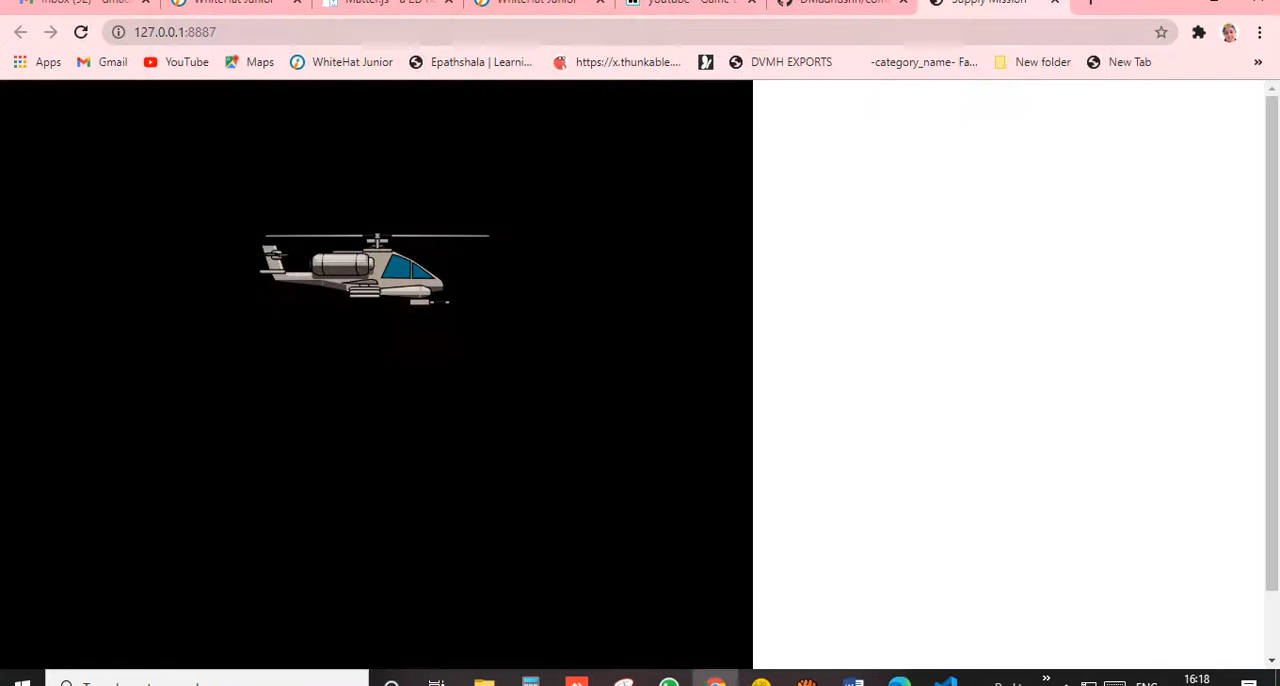 WhiteHat Junior
WhiteHat Junior
Supply Mission
127.0.0.1:8887
Apps Gmail YouTube Maps WhiteHat Junior Epathshala | Learni... https://x.thunkable.... DVMH EXPORTS -category_name- Fa... New folder New Tab »
16:18